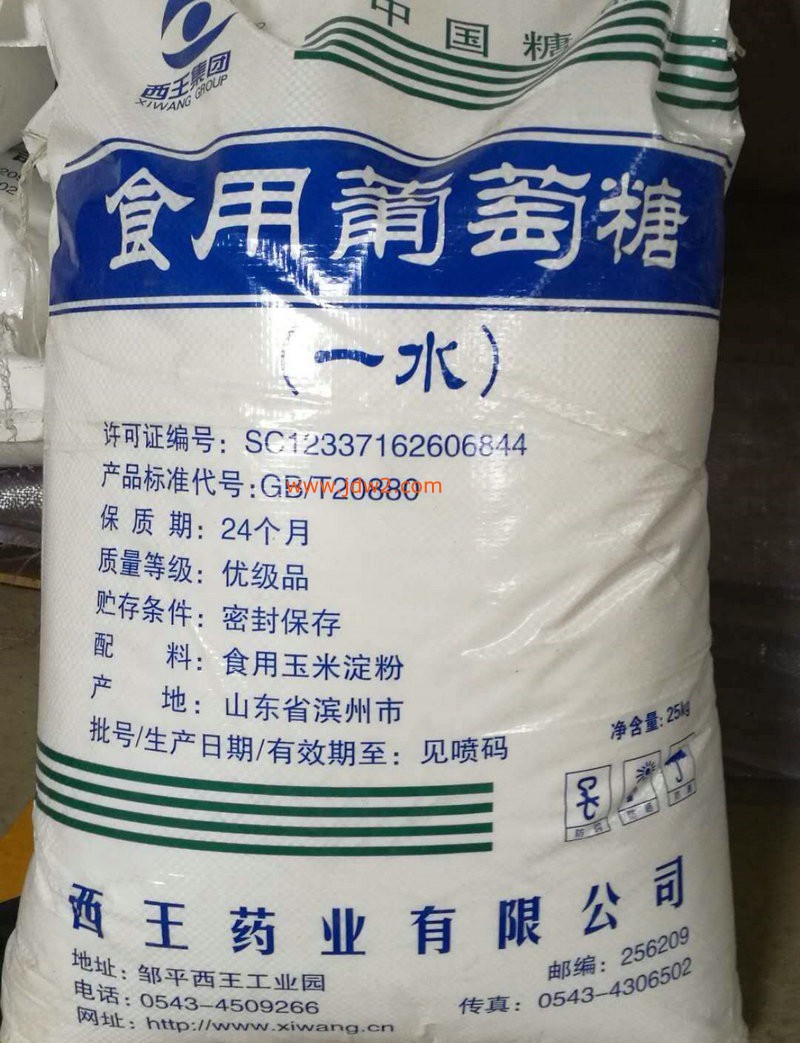 中国糖
西王集团
XIWANG GROUP
食用葡萄糖
（一水）
许可证编号：SC12337162606844
产品标准代号：GB/T20880
www.jdw2.com
保质期：24个月
质量等级：优级品
贮存条件：密封保存
配料：食用玉米淀粉
产地：山东省滨州市
批号/生产日期/有效期至：见喷码
净含量：25kg
西王药业有限公司
地址：邹平西王工业园
邮编：256209
电话：0543-4509266
传真：0543-4306502
网址：http://www.xiwang.cn